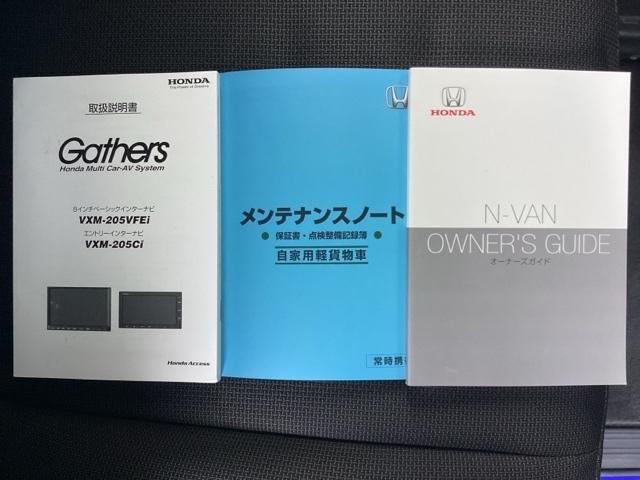 HONDA
The Power of Dreams
取扱説明書
Gathers
Honda Multi Car-AV System
8インチベーシックインターナビ
VXM-205VFEi
エントリーインターナビ
VXM-205Ci
Honda Access
メンテナンスノート
保証書・点検整備記録簿
自家用軽貨物車
常時携
HONDA
N-VAN
OWNER'S GUIDE
オーナーズガイド